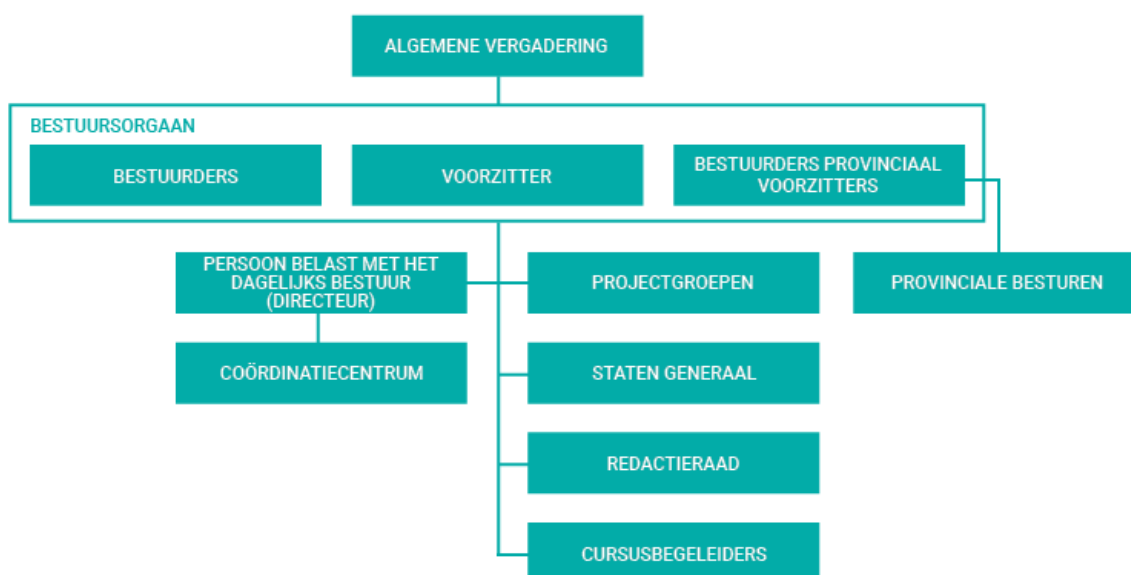 ALGEMENE VERGADERING
BESTUURSORGAAN
BESTUURDERS
VOORZITTER
BESTUURDERS PROVINCIAAL
VOORZITTERS
PERSOON BELAST MET HET
DAGELIJKS BESTUUR
(DIRECTEUR)
PROJECTGROEPEN
PROVINCIALE BESTUREN
COÖRDINATIECENTRUM
STATEN GENERAAL
REDACTIERAAD
CURSUSBEGELEIDERS